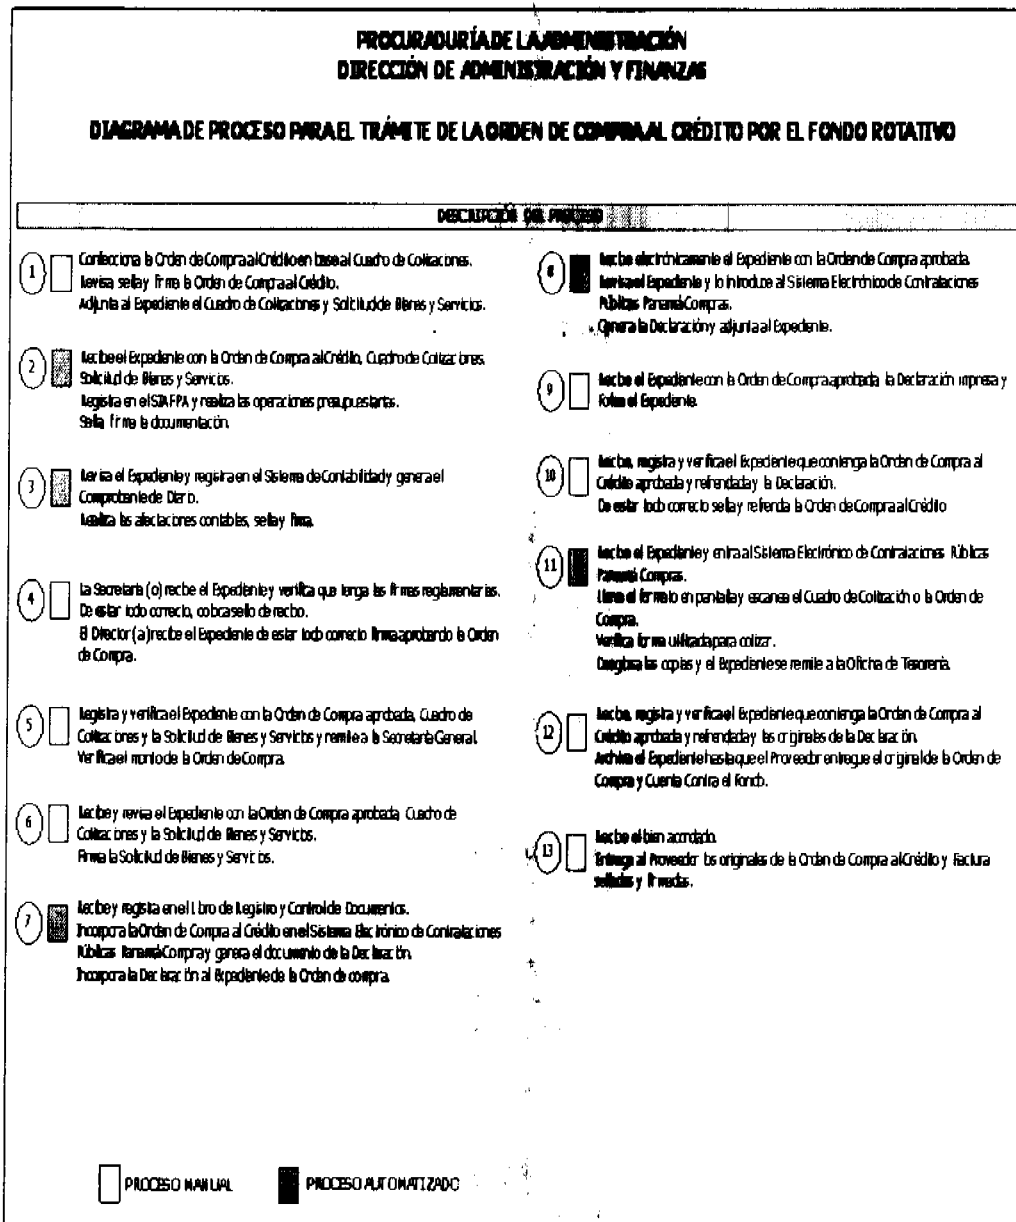 PROCURADURÍA DE LA ADMINISTRACIÓN
DIRECCIÓN DE ADMINISTRACIÓN Y FINANZAS
DIAGRAMA DE PROCESO PARA EL TRÁMITE DE LA ORDEN DE COMPRA AL CRÉDITO POR EL FONDO ROTATIVO
DESCRIPCIÓN DEL PROCESO
1
Confecciona la Orden de Compra al Crédito en base al Cuadro de Cotizaciones.
Revisa sella y firma la Orden de Compra al Crédito.
Adjunta al Expediente el Cuadro de Cotizaciones y Solicitud de Bienes y Servicios.
2
Recibe el Expediente con la Orden de Compra al Crédito, Cuadro de Cotizaciones,
Solicitud de Bienes y Servicios.
Registra en el SIAFPA y realiza las operaciones presupuestarias.
Sella firma la documentación.
3
Revisa el Expediente y registra en el Sistema de Contabilidad y genera el
Comprobante de Diario.
Realiza las afectaciones contables, sella y firma.
4
La Secretaria (o) recibe el Expediente y verifica que tenga las firmas reglamentarias.
De estar todo correcto, coloca sello de recibo.
El Director (a) recibe el Expediente de estar todo correcto firma aprobando la Orden
de Compra.
5
Registra y verifica el Expediente con la Orden de Compra aprobada, Cuadro de
Cotizaciones y la Solicitud de Bienes y Servicios y remite a la Secretaría General.
Verifica el monto de la Orden de Compra.
6
Recibe y revisa el Expediente con la Orden de Compra aprobada, Cuadro de
Cotizaciones y la Solicitud de Bienes y Servicios.
Firma la Solicitud de Bienes y Servicios.
7
Recibe y registra en el Libro de Registro y Control de Documentos.
Incorpora la Orden de Compra al Crédito en el Sistema Electrónico de Contrataciones
Públicas Panamá Compra y genera el documento de la Declaración.
Incorpora la Declaración al Expediente de la Orden de compra.
8
Recibe electrónicamente el Expediente con la Orden de Compra aprobada.
Revisa el Expediente y lo introduce al Sistema Electrónico de Contrataciones
Públicas Panamá Compras.
Genera la Declaración y adjunta al Expediente.
9
Recibe el Expediente con la Orden de Compra aprobada, la Declaración impresa y
Folea el Expediente.
10
Recibe, registra y verifica el Expediente que contenga la Orden de Compra al
Crédito aprobada y refrendada y la Declaración.
De estar todo correcto sella y refrenda la Orden de Compra al Crédito
11
Recibe el Expediente y entra al Sistema Electrónico de Contrataciones Públicas
Panamá Compras.
Llena el formato en pantalla y escanea el Cuadro de Cotización o la Orden de
Compra.
Verifica forma utilizada para cotizar.
Desglosa las copias y el Expediente se remite a la Oficina de Tesorería.
12
Recibe, registra y verifica el Expediente que contenga la Orden de Compra al
Crédito aprobada y refrendada y las originales de la Declaración.
Archiva el Expediente hasta que el Proveedor entregue el original de la Orden de
Compra y Cuenta Contra el Fondo.
13
Recibe el bien acordado.
Entrega al Proveedor los originales de la Orden de Compra al Crédito y Factura
selladas y firmadas.
PROCESO MANUAL
PROCESO AUTOMATIZADO